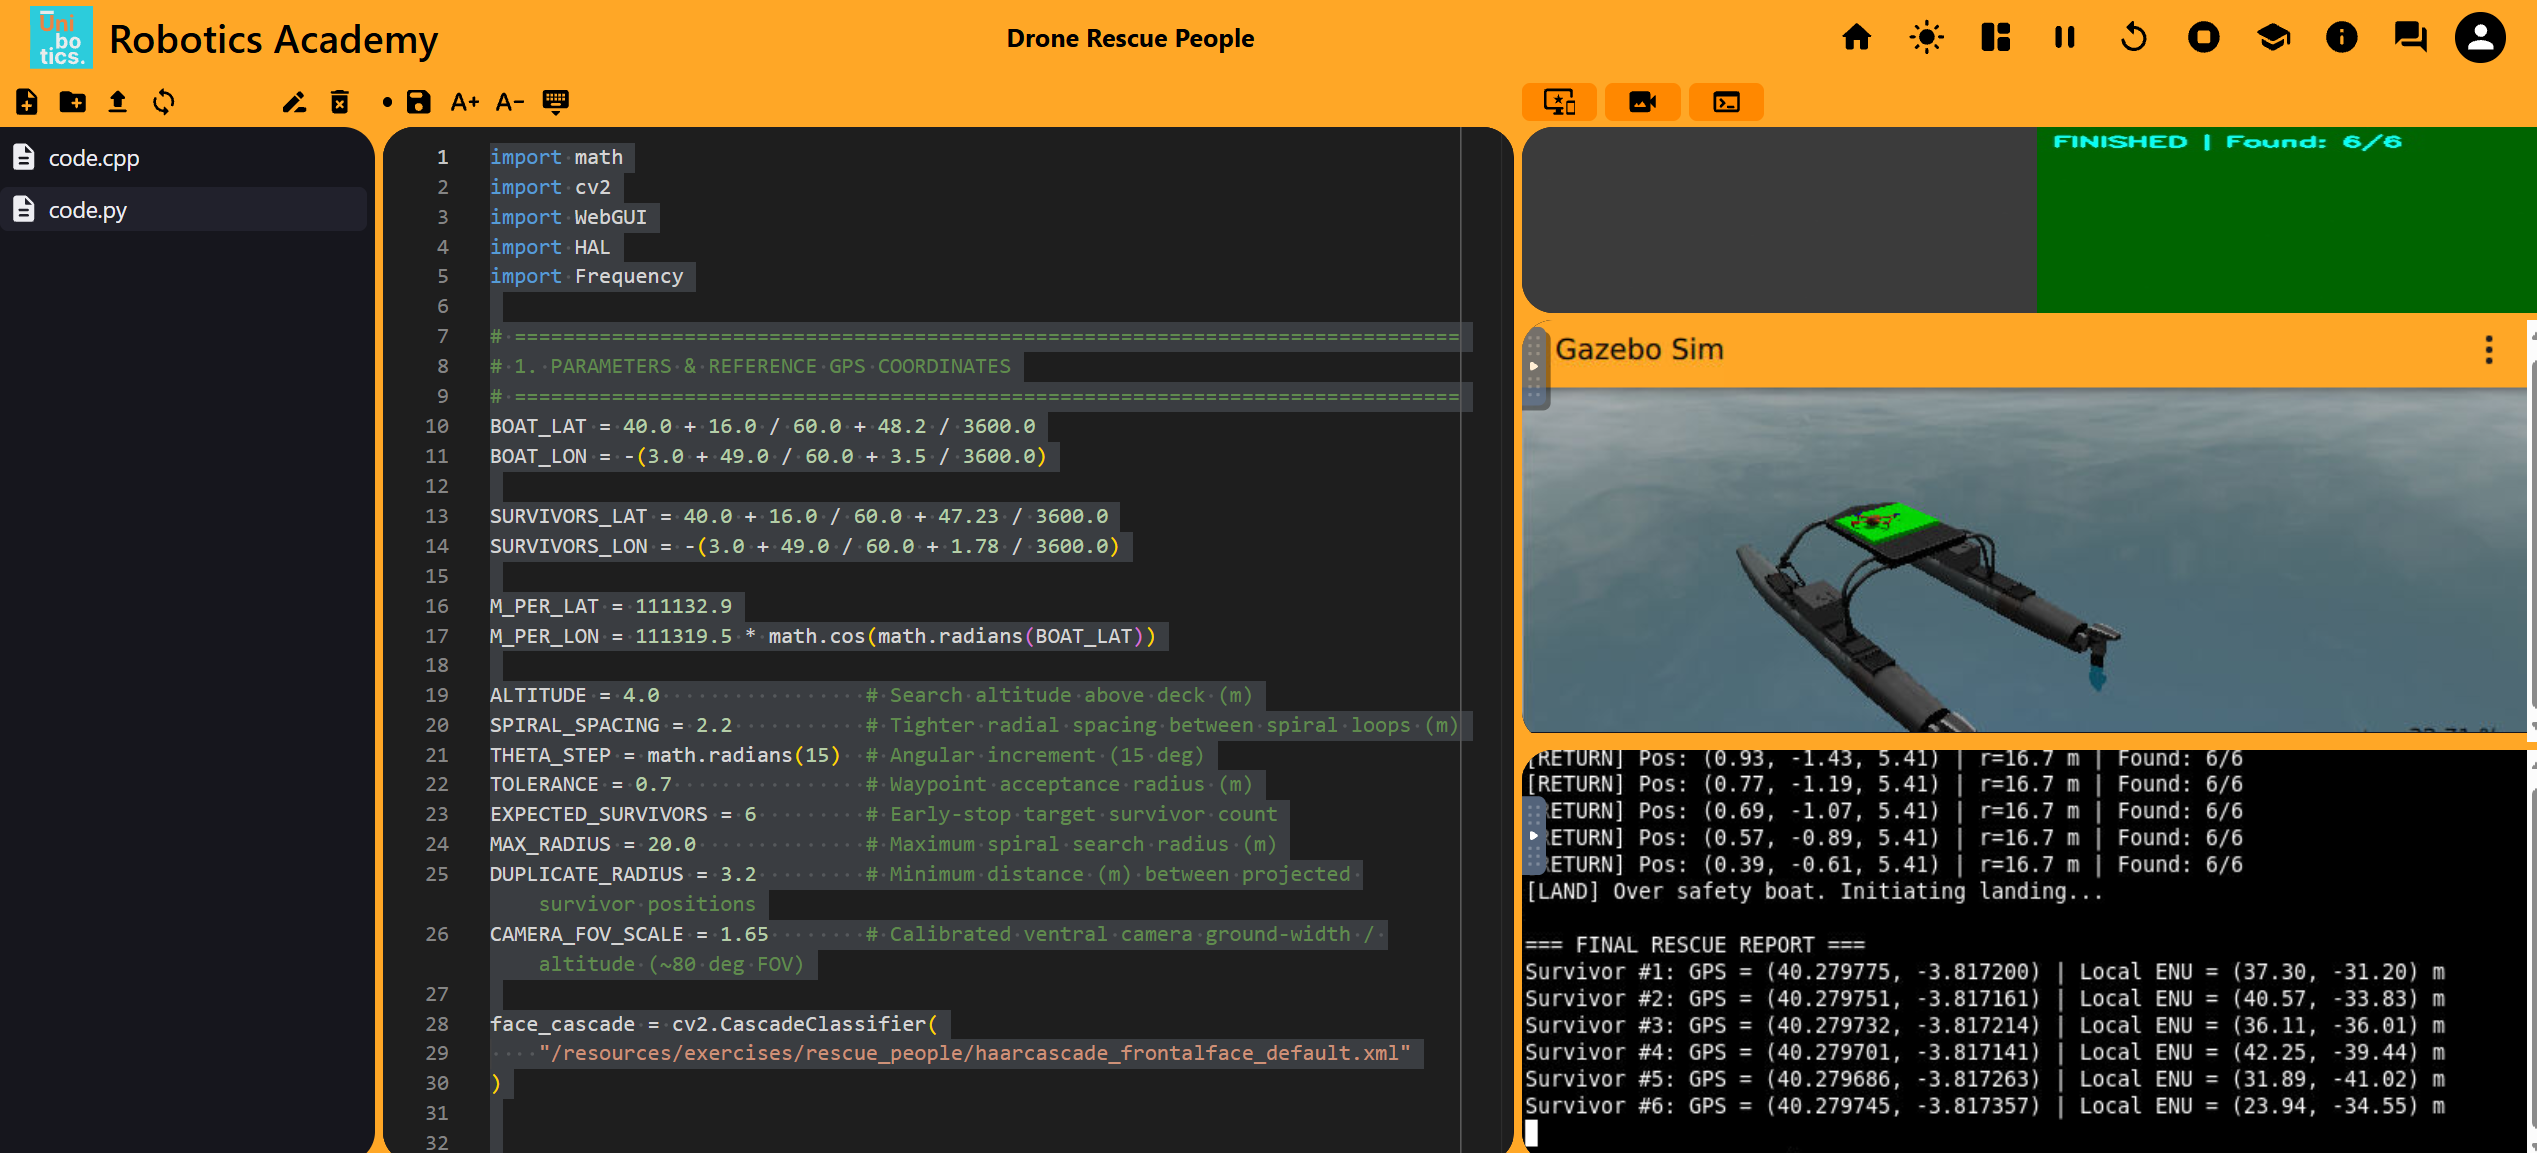 Uni
bo
tics.
Robotics Academy
Drone Rescue People
A+ A-
code.cpp
code.py
1 import math
2 import cv2
3 import WebGUI
4 import HAL
5 import Frequency
6
7 # ==============================================================================
8 # 1. PARAMETERS & REFERENCE GPS COORDINATES
9 # ==============================================================================
10 BOAT_LAT = 40.0 + 16.0 / 60.0 + 48.2 / 3600.0
11 BOAT_LON = -(3.0 + 49.0 / 60.0 + 3.5 / 3600.0)
12
13 SURVIVORS_LAT = 40.0 + 16.0 / 60.0 + 47.23 / 3600.0
14 SURVIVORS_LON = -(3.0 + 49.0 / 60.0 + 1.78 / 3600.0)
15
16 M_PER_LAT = 111132.9
17 M_PER_LON = 111319.5 * math.cos(math.radians(BOAT_LAT))
18
19 ALTITUDE = 4.0 # Search altitude above deck (m)
20 SPIRAL_SPACING = 2.2 # Tighter radial spacing between spiral loops (m)
21 THETA_STEP = math.radians(15) # Angular increment (15 deg)
22 TOLERANCE = 0.7 # Waypoint acceptance radius (m)
23 EXPECTED_SURVIVORS = 6 # Early-stop target survivor count
24 MAX_RADIUS = 20.0 # Maximum spiral search radius (m)
25 DUPLICATE_RADIUS = 3.2 # Minimum distance (m) between projected
survivor positions
26 CAMERA_FOV_SCALE = 1.65 # Calibrated ventral camera ground-width /
altitude (~80 deg FOV)
27
28 face_cascade = cv2.CascadeClassifier(
29 "/resources/exercises/rescue_people/haarcascade_frontalface_default.xml"
30 )
31
32
FINISHED | Found: 6/6
Gazebo Sim
[RETURN] Pos: (0.93, -1.43, 5.41) | r=16.7 m | Found: 6/6
[RETURN] Pos: (0.77, -1.19, 5.41) | r=16.7 m | Found: 6/6
RETURN] Pos: (0.69, -1.07, 5.41) | r=16.7 m | Found: 6/6
RETURN] Pos: (0.57, -0.89, 5.41) | r=16.7 m | Found: 6/6
RETURN] Pos: (0.39, -0.61, 5.41) | r=16.7 m | Found: 6/6
[LAND] Over safety boat. Initiating landing...
=== FINAL RESCUE REPORT ===
Survivor #1: GPS = (40.279775, -3.817200) | Local ENU = (37.30, -31.20) m
Survivor #2: GPS = (40.279751, -3.817161) | Local ENU = (40.57, -33.83) m
Survivor #3: GPS = (40.279732, -3.817214) | Local ENU = (36.11, -36.01) m
Survivor #4: GPS = (40.279701, -3.817141) | Local ENU = (42.25, -39.44) m
Survivor #5: GPS = (40.279686, -3.817263) | Local ENU = (31.89, -41.02) m
Survivor #6: GPS = (40.279745, -3.817357) | Local ENU = (23.94, -34.55) m